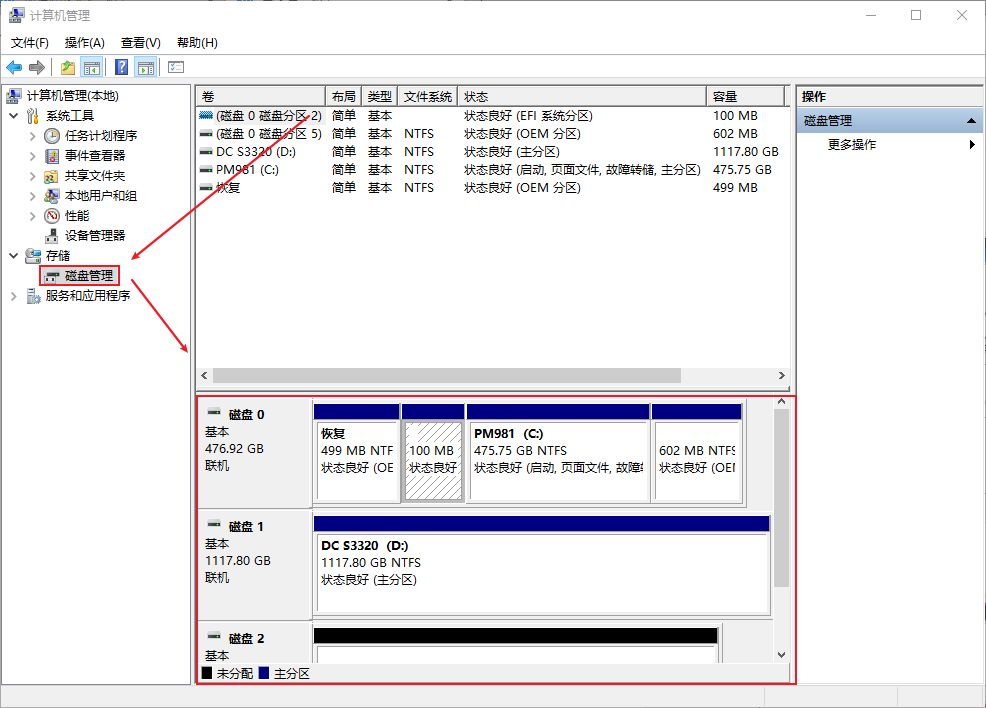 计算机管理
文件(F) 操作(A) 查看(V) 帮助(H)
计算机管理(本地)
系统工具
任务计划程序
事件查看器
共享文件夹
本地用户和组
性能
设备管理器
存储
磁盘管理
服务和应用程序
卷 布局 类型 文件系统 状态 容量
(磁盘 0 磁盘分区 2) 简单 基本 状态良好 (EFI 系统分区) 100 MB
(磁盘 0 磁盘分区 5) 简单 基本 NTFS 状态良好 (OEM 分区) 602 MB
DC S3320 (D:) 简单 基本 NTFS 状态良好 (主分区) 1117.80 GB
PM981 (C:) 简单 基本 NTFS 状态良好 (启动, 页面文件, 故障转储, 主分区) 475.75 GB
恢复 简单 基本 NTFS 状态良好 (OEM 分区) 499 MB
磁盘 0
基本
476.92 GB
联机
恢复
499 MB NTF
状态良好 (OE
100 MB
状态良好
PM981 (C:)
475.75 GB NTFS
状态良好 (启动, 页面文件, 故障
602 MB NTFS
状态良好 (OEI
磁盘 1
基本
1117.80 GB
联机
DC S3320 (D:)
1117.80 GB NTFS
状态良好 (主分区)
磁盘 2
基本
未分配 主分区
操作
磁盘管理
更多操作